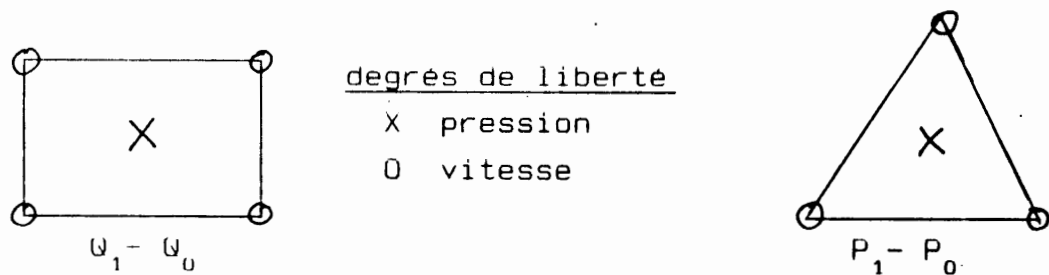 degrés de liberté
X pression
O vitesse
Q₁ - Q₀
P₁ - P₀